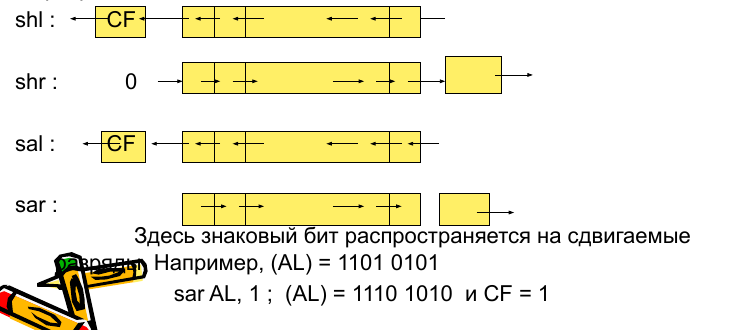 shl : CF
shr : 0
sal : CF
sar :
Здесь знаковый бит распространяется на сдвигаемые
разряды. Например, (AL) = 1101 0101
sar AL, 1 ; (AL) = 1110 1010 и CF = 1